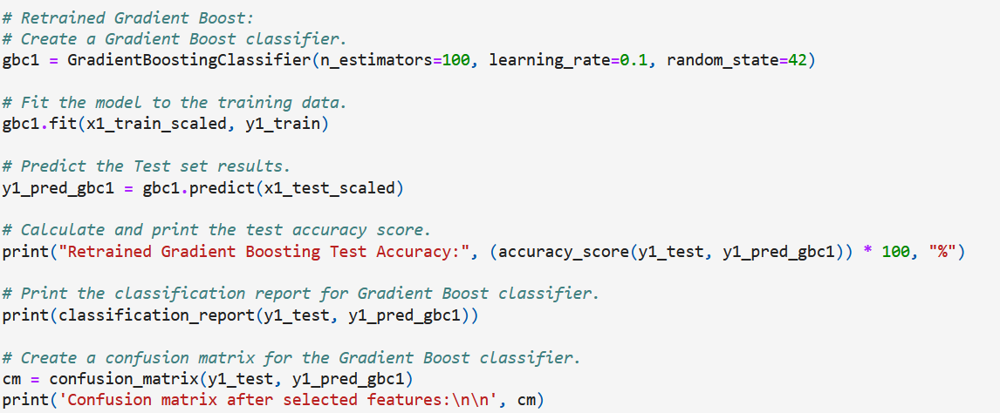 # Retrained Gradient Boost:
# Create a Gradient Boost classifier.
gbc1 = GradientBoostingClassifier(n_estimators=100, learning_rate=0.1, random_state=42)
# Fit the model to the training data.
gbc1.fit(x1_train_scaled, y1_train)
# Predict the Test set results.
y1_pred_gbc1 = gbc1.predict(x1_test_scaled)
# Calculate and print the test accuracy score.
print("Retrained Gradient Boosting Test Accuracy:", (accuracy_score(y1_test, y1_pred_gbc1)) * 100, "%")
# Print the classification report for Gradient Boost classifier.
print(classification_report(y1_test, y1_pred_gbc1))
# Create a confusion matrix for the Gradient Boost classifier.
cm = confusion_matrix(y1_test, y1_pred_gbc1)
print('Confusion matrix after selected features:\n\n', cm)